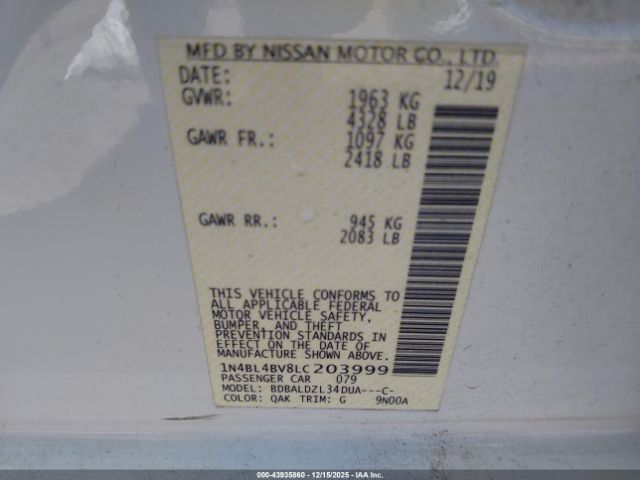 MFD BY NISSAN MOTOR CO., LTD.
DATE: 12/19
GVWR: 1963 KG
4328 LB
GAWR FR.: 1097 KG
2418 LB
GAWR RR.: 945 KG
2083 LB
THIS VEHICLE CONFORMS TO
ALL APPLICABLE FEDERAL
MOTOR VEHICLE SAFETY,
BUMPER, AND THEFT
PREVENTION STANDARDS IN
EFFECT ON THE DATE OF
MANUFACTURE SHOWN ABOVE.
1N4BL4BV8LC203999
PASSENGER CAR 079
MODEL: BDBALDZL34DUA---C-
COLOR: QAK TRIM: G 9N00A
000-43935860 - 12/15/2025 - IAA Inc.